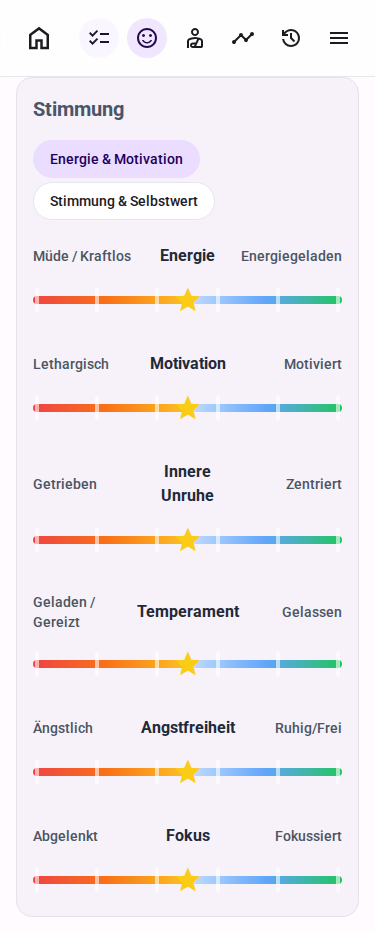 Stimmung
Energie & Motivation
Stimmung & Selbstwert
Müde / Kraftlos Energie Energiegeladen
Lethargisch Motivation Motiviert
Getrieben Innere Unruhe Zentriert
Geladen / Gereizt Temperament Gelassen
Ängstlich Angstfreiheit Ruhig/Frei
Abgelenkt Fokus Fokussiert